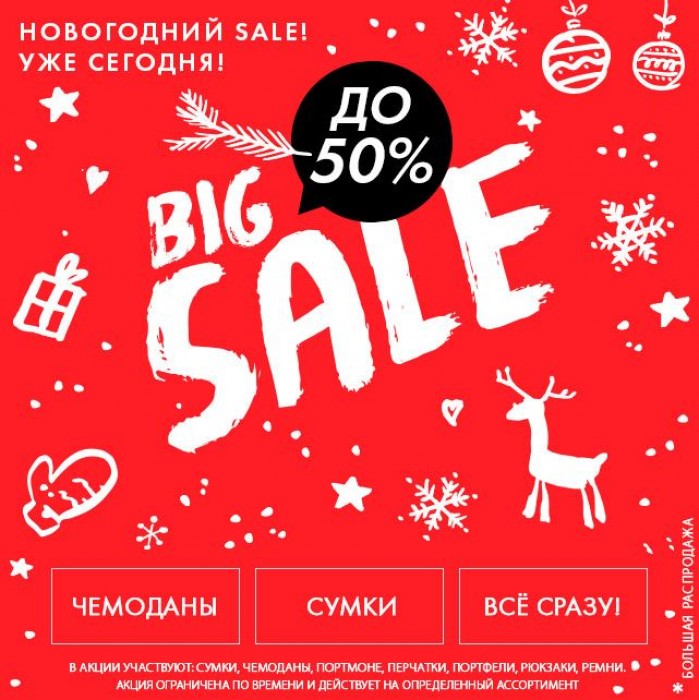 НОВОГОДНИЙ SALE!
УЖЕ СЕГОДНЯ!
ДО
50%
BIG
SALE
ЧЕМОДАНЫ
СУМКИ
ВСЁ СРАЗУ!
* БОЛЬШАЯ РАСПРОДАЖА
В АКЦИИ УЧАСТВУЮТ: СУМКИ, ЧЕМОДАНЫ, ПОРТМОНЕ, ПЕРЧАТКИ, ПОРТФЕЛИ, РЮКЗАКИ, РЕМНИ.
АКЦИЯ ОГРАНИЧЕНА ПО ВРЕМЕНИ И ДЕЙСТВУЕТ НА ОПРЕДЕЛЕННЫЙ АССОРТИМЕНТ